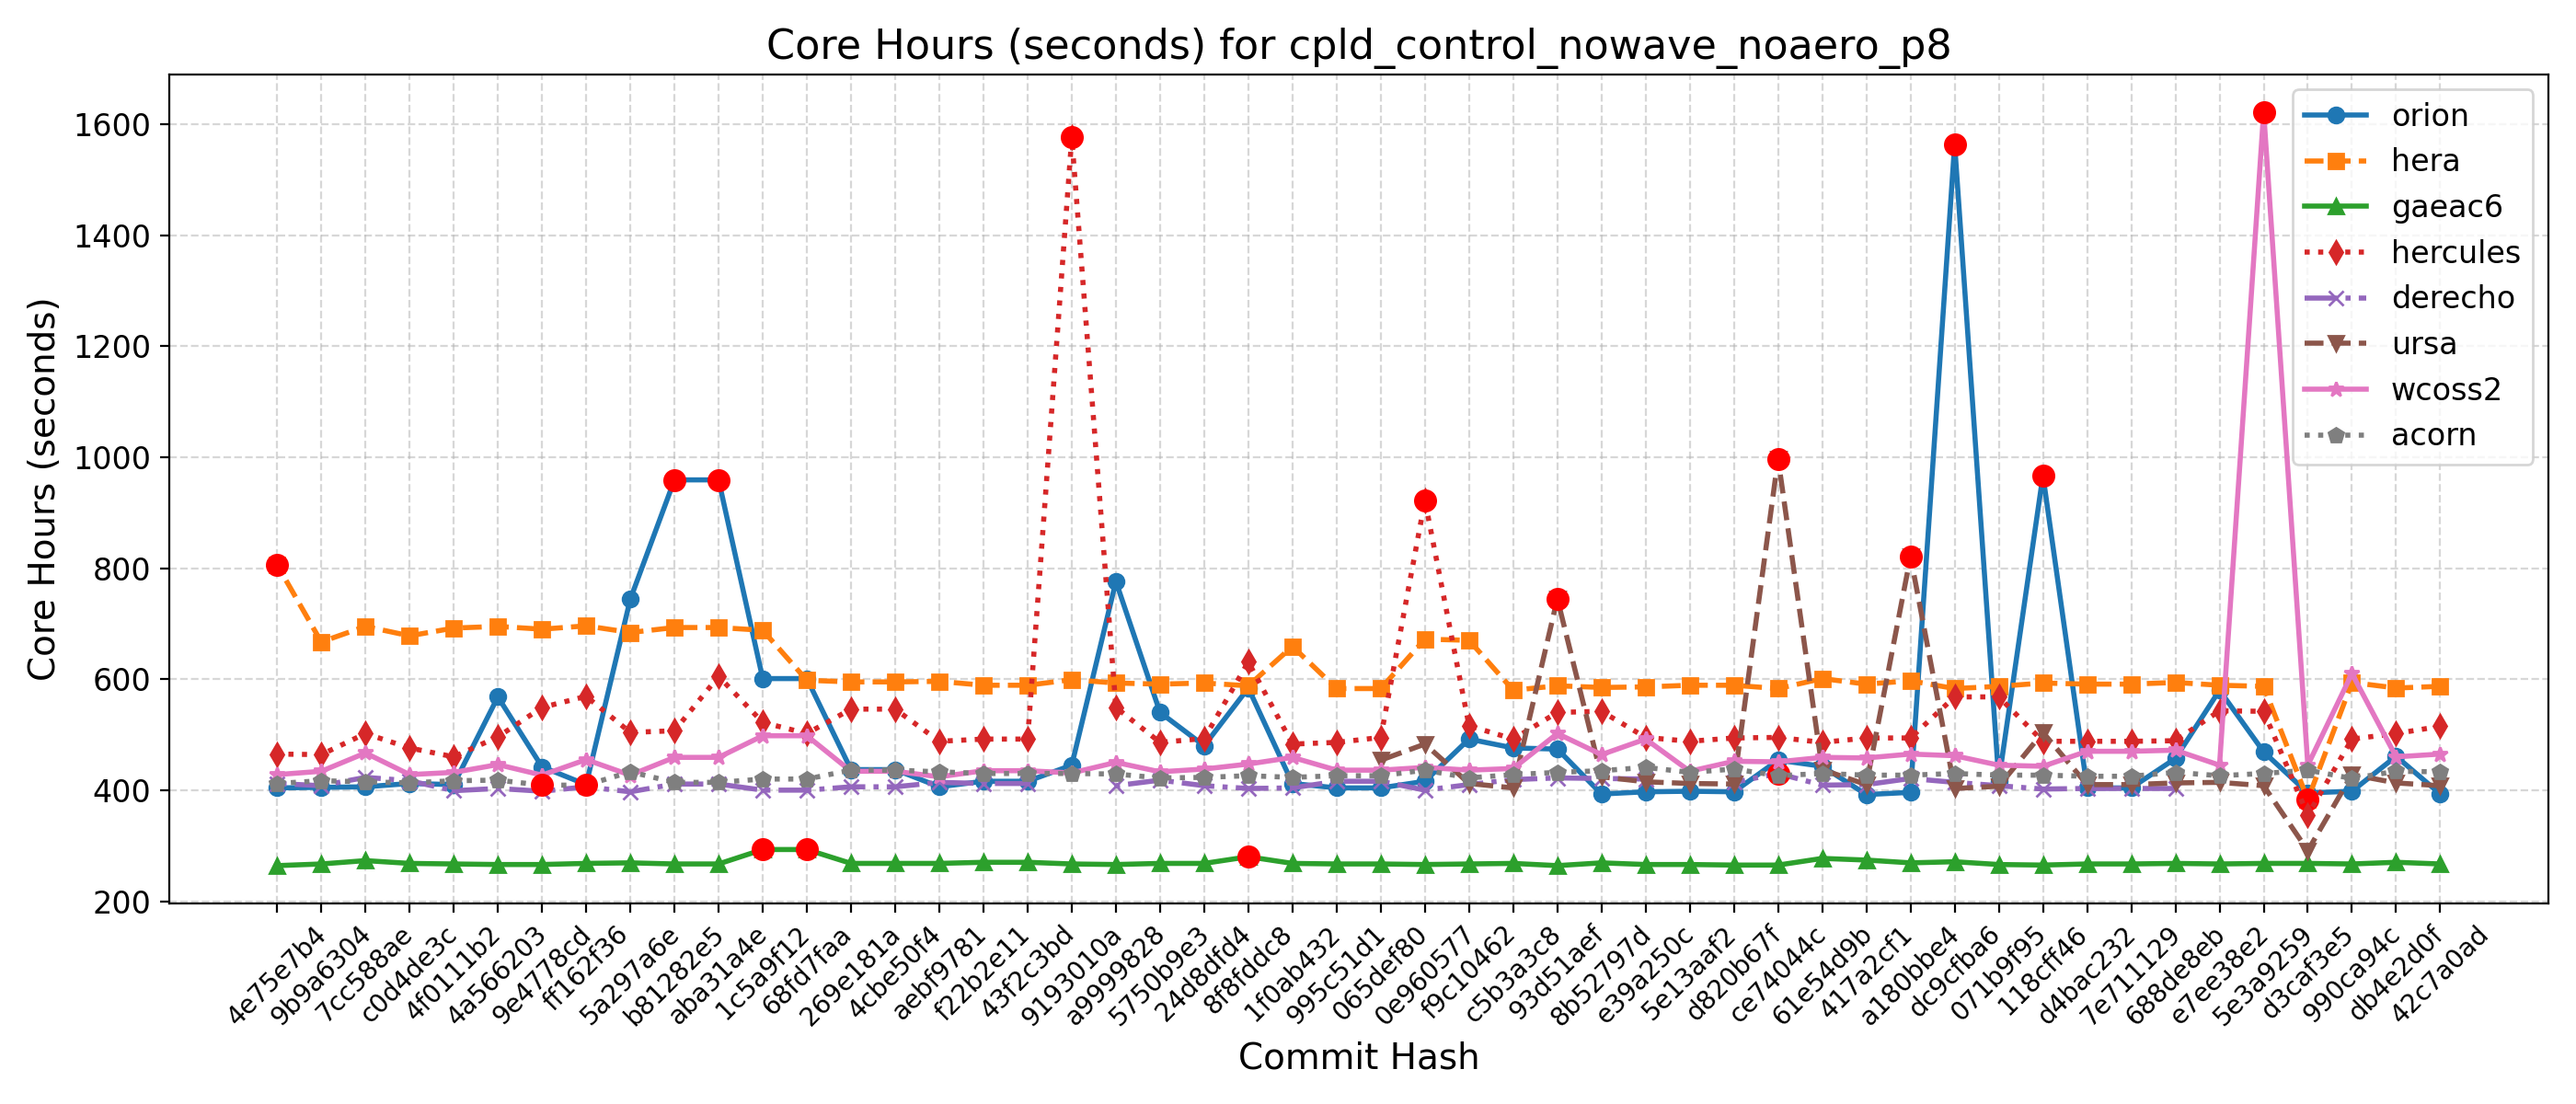 Core Hours (seconds) for cpld_control_nowave_noaero_p8
Core Hours (seconds)
1600
1400
1200
1000
800
600
400
200
orion
hera
gaeac6
hercules
derecho
ursa
wcoss2
acorn
4e75e7b4
9b9a6304
7cc588ae
c0d4de3c
4f0111b2
4a566203
9e4778cd
ff162f36
5a297a6e
b81282e5
aba31a4e
1c5a9f12
68fd7faa
269e181a
4cbe50f4
aebf9781
f22b2e11
43f2c3bd
9193010a
a9999828
5750b9e3
24d8dfd4
8f8fddc8
1f0ab432
995c51d1
065def80
0e960577
f9c10462
c5b3a3c8
93d51aef
8b52797d
e39a250c
5e13aaf2
d820b67f
ce74044c
61e54d9b
417a2cf1
a180bbe4
dc9cfba6
071b9f95
118cff46
d4bac232
7e711129
688de8eb
e7ee38e2
5e3a9259
d3caf3e5
990ca94c
db4e2d0f
42c7a0ad
Commit Hash